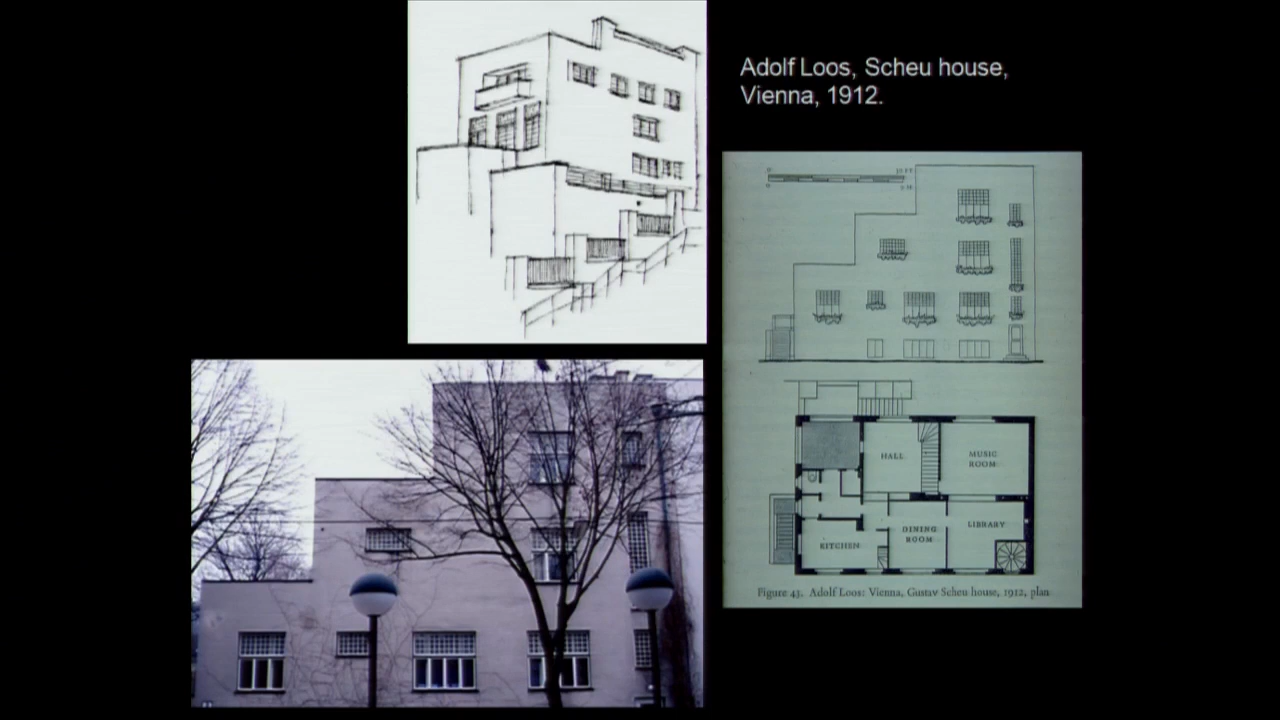 Adolf Loos, Scheu house,
Vienna, 1912.
HALL
MUSIC
ROOM
LIBRARY
DINING
ROOM
KITCHEN
Figure 43. Adolf Loos: Vienna, Gustav Scheu house, 1912, plan